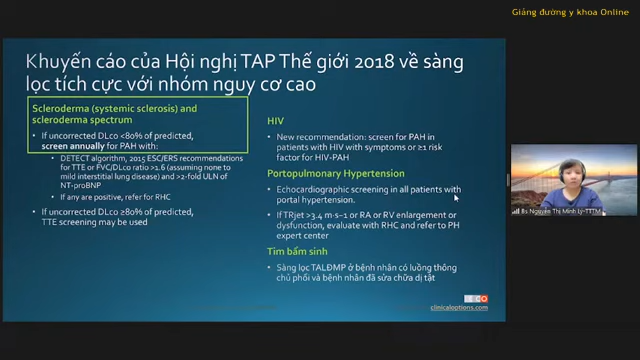 Giảng đường y khoa Online
Khuyến cáo của Hội nghị TAP Thế giới 2018 về sàng
lọc tích cực với nhóm nguy cơ cao
Scleroderma (systemic sclerosis) and
scleroderma spectrum
• If uncorrected DLco <80% of predicted,
screen annually for PAH with:
• DETECT algorithm, 2015 ESC/ERS recommendations
for TTE or FVC/DLco ratio >1.6 (assuming none to
mild interstitial lung disease) and >2-fold ULN of
NT-proBNP
• If any are positive, refer for RHC
• If uncorrected DLco ≥80% of predicted,
TTE screening may be used
HIV
• New recommendation: screen for PAH in
patients with HIV with symptoms or ≥1 risk
factor for HIV-PAH
Portopulmonary Hypertension
• Echocardiographic screening in all patients with
portal hypertension.
• If TRjet >3.4 m·s−1 or RA or RV enlargement or
dysfunction, evaluate with RHC and refer to PH
expert center
Tim bẩm sinh
• Sàng lọc TALĐMP ở bệnh nhân có luồng thông
chủ phổi và bệnh nhân đã sửa chữa dị tật
clinicaloptions.com
Bs Nguyen Thị Minh Lý-TTTM